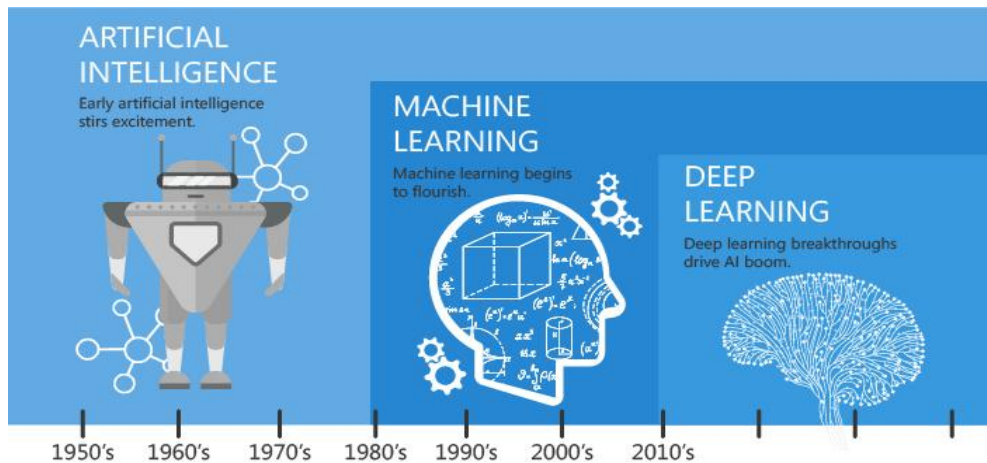 ARTIFICIAL
INTELLIGENCE
Early artificial intelligence
stirs excitement.
MACHINE
LEARNING
Machine learning begins
to flourish.
DEEP
LEARNING
Deep learning breakthroughs
drive AI boom.
1950's 1960's 1970's 1980's 1990's 2000's 2010's